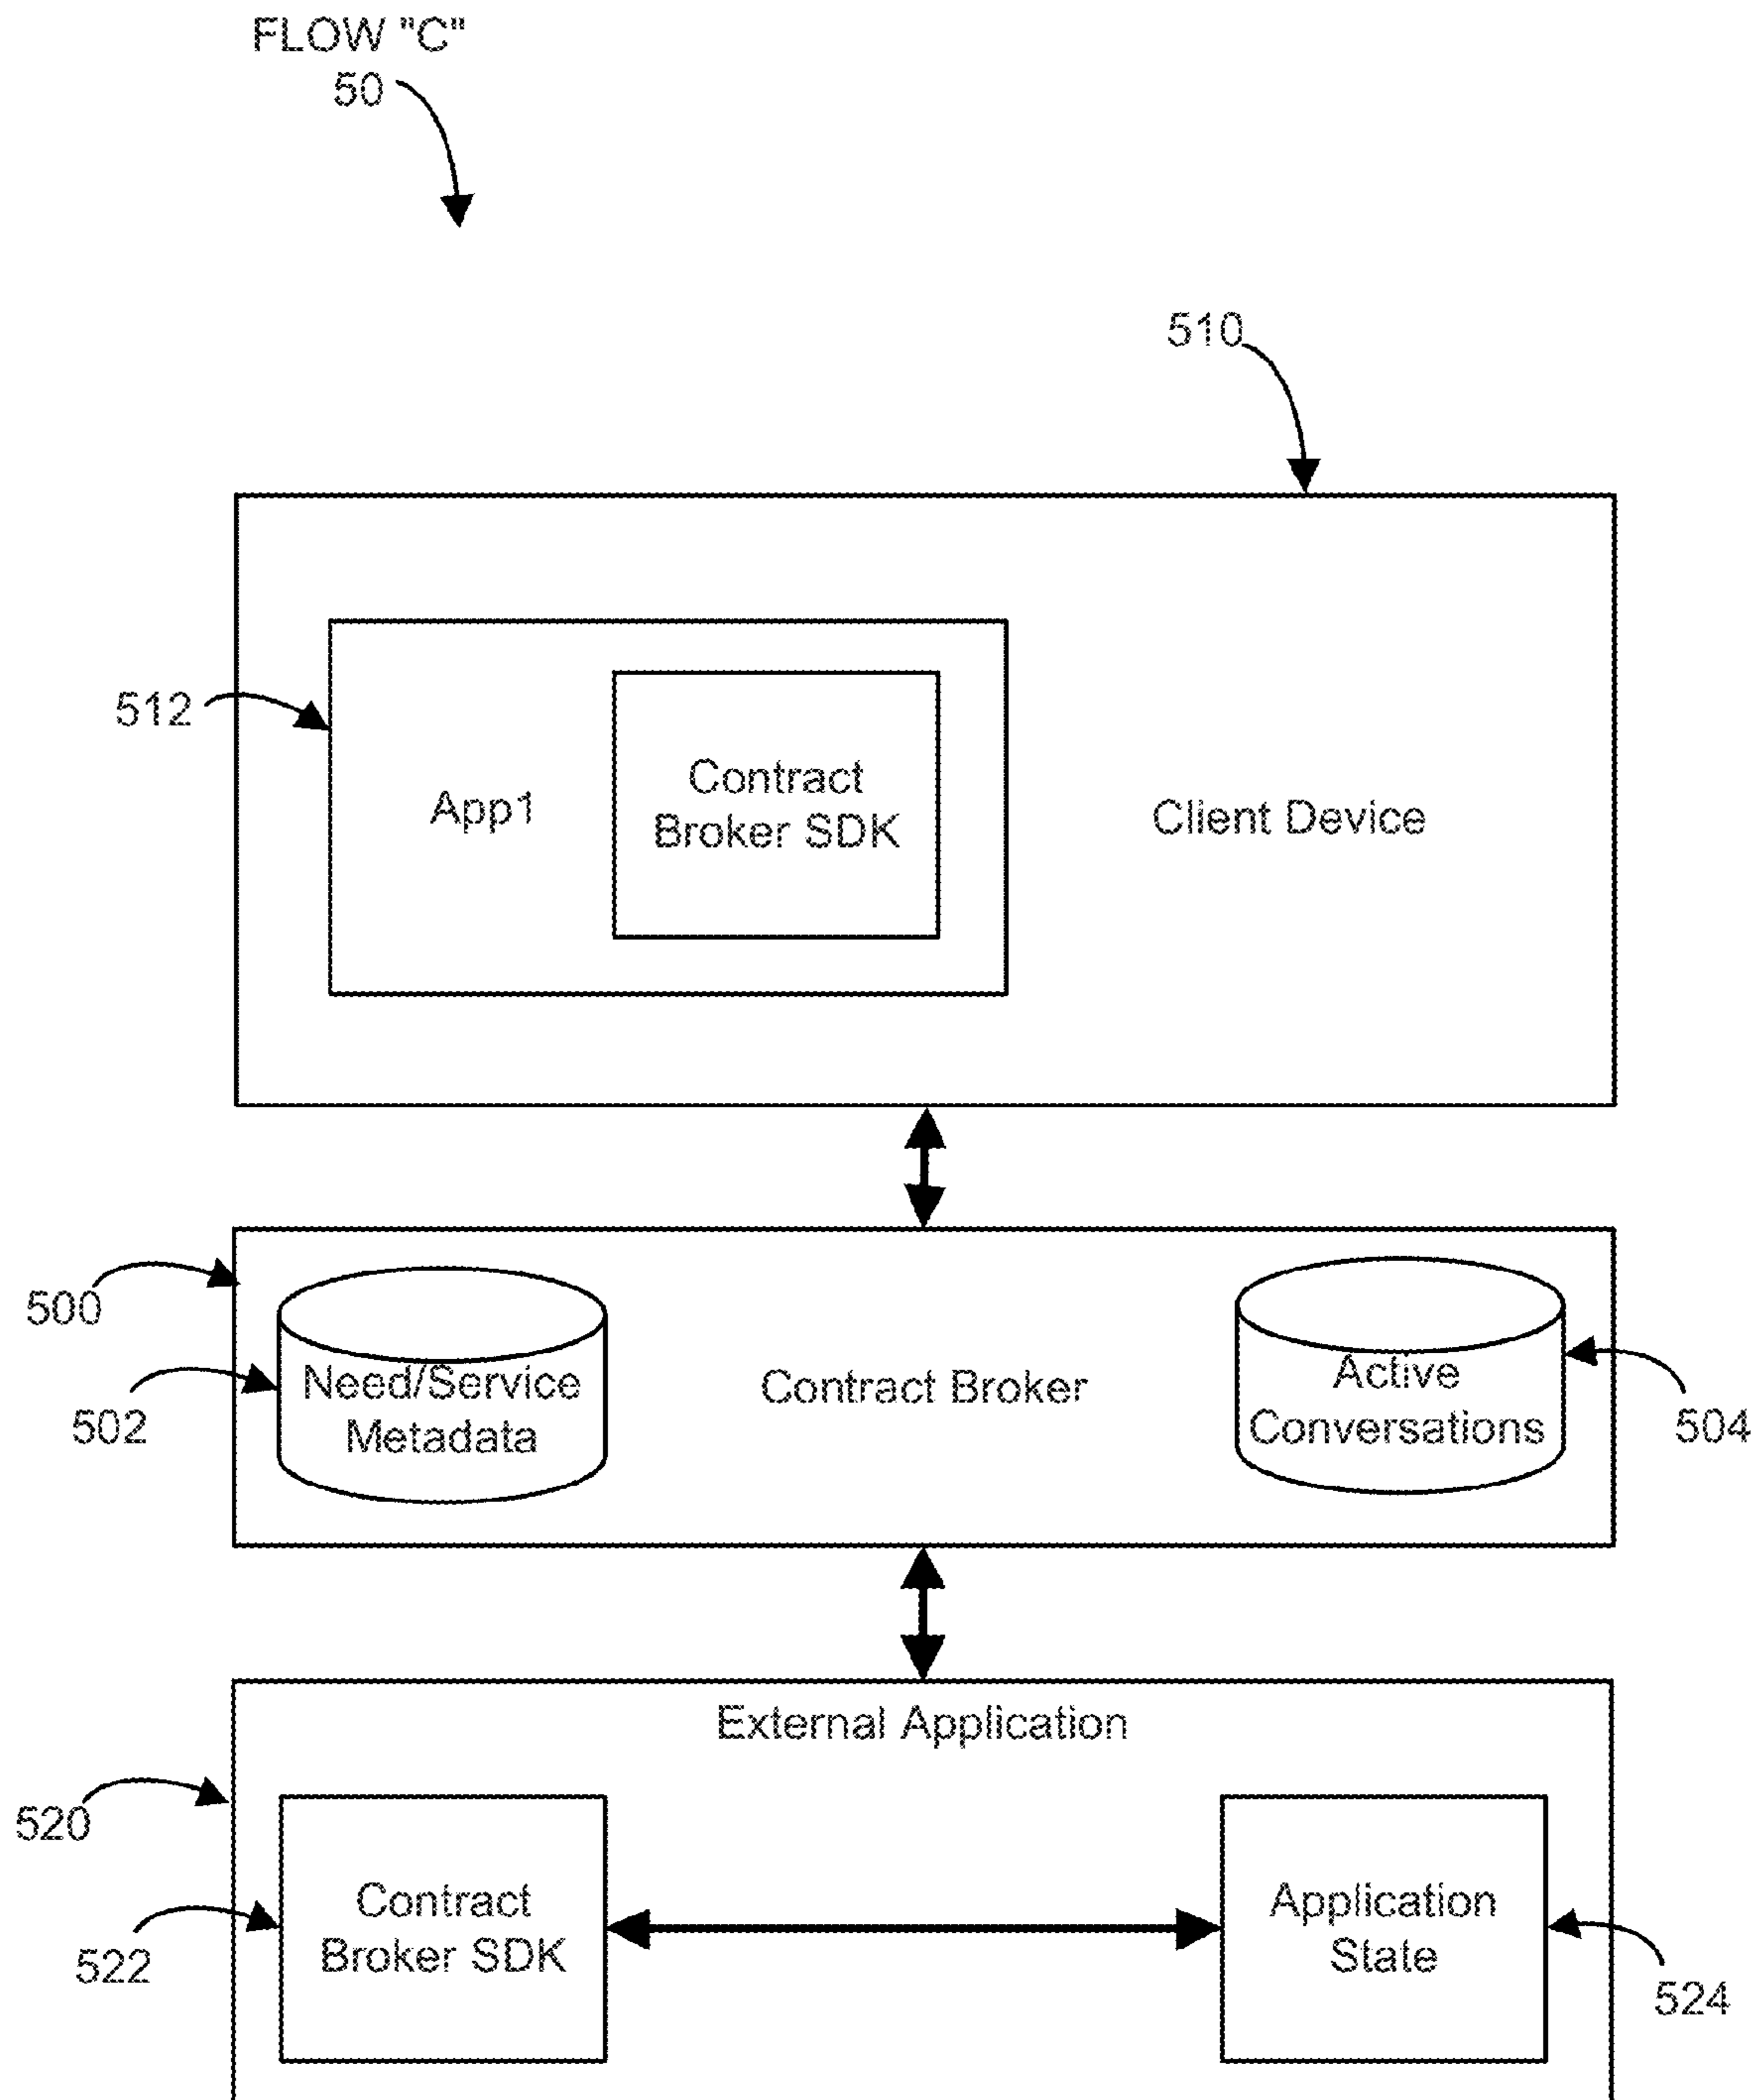 FLOW "C"
50
510
512
App1
Contract
Broker SDK
Client Device
500
502
Need/Service
Metadata
Contract Broker
Active
Conversations
504
External Application
520
522
Contract
Broker SDK
Application
State
524